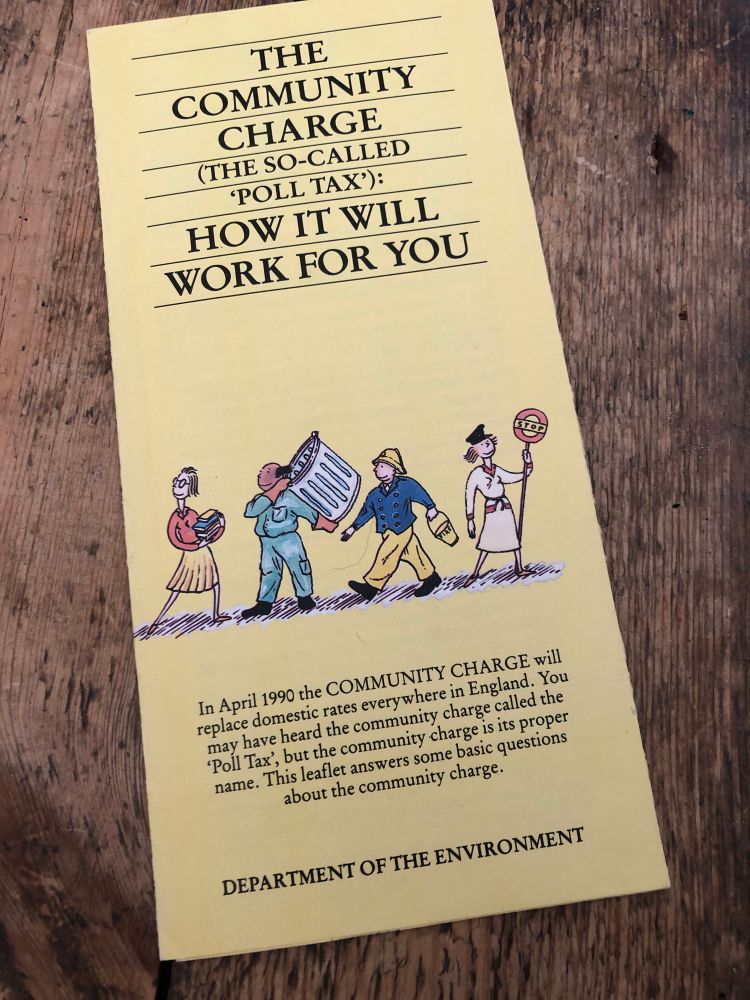 THE
COMMUNITY
CHARGE
(THE SO-CALLED
‘POLL TAX’):
HOW IT WILL
WORK FOR YOU
STOP
FIRE
In April 1990 the COMMUNITY CHARGE will
replace domestic rates everywhere in England. You
may have heard the community charge called the
‘Poll Tax’, but the community charge is its proper
name. This leaflet answers some basic questions
about the community charge.
DEPARTMENT OF THE ENVIRONMENT